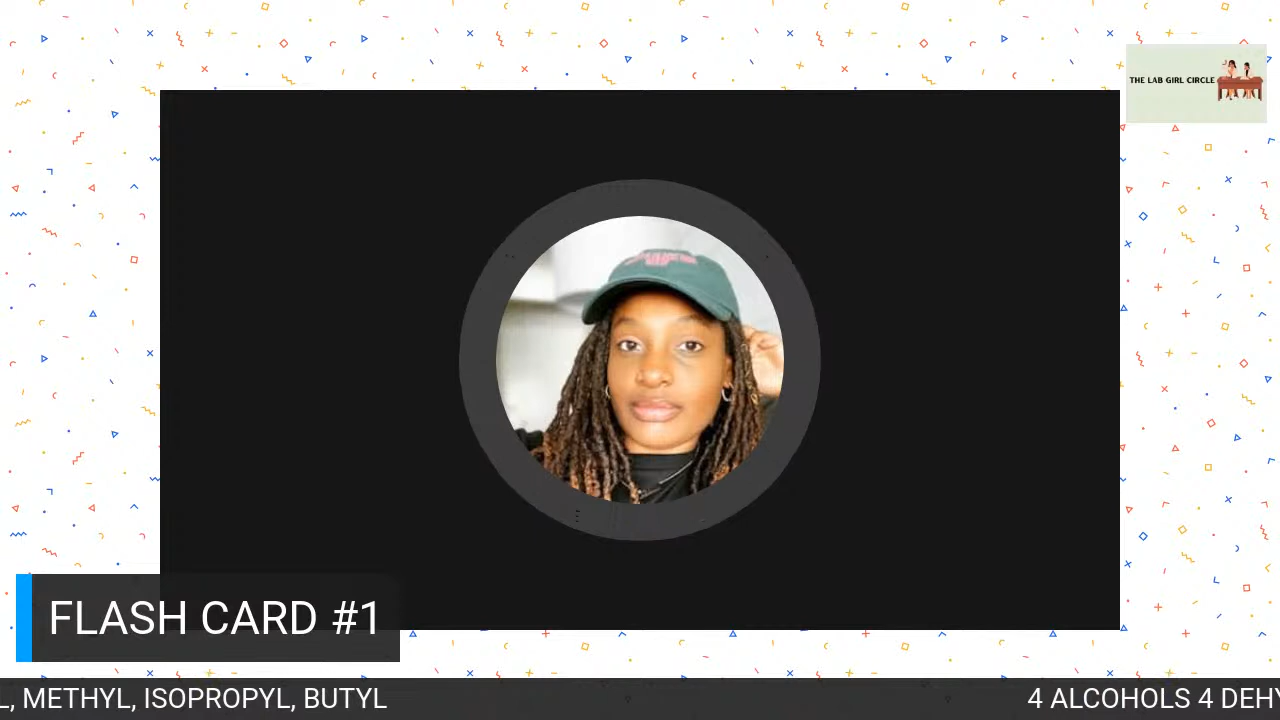 THE LAB GIRL CIRCLE
FLASH CARD #1
L, METHYL, ISOPROPYL, BUTYL
4 ALCOHOLS 4 DEHY